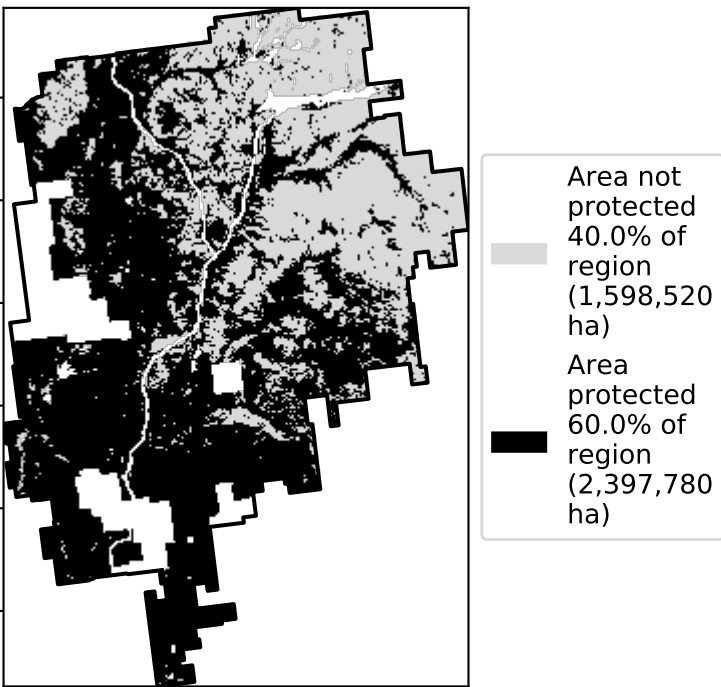 Area not
protected
40.0% of
region
(1,598,520
ha)
Area
protected
60.0% of
region
(2,397,780
ha)